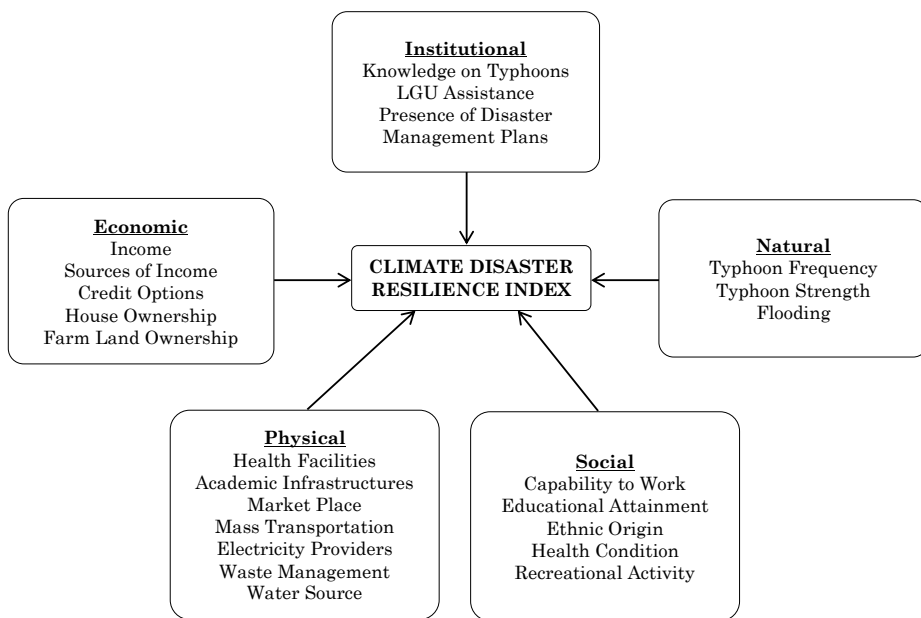 Institutional
Knowledge on Typhoons
LGU Assistance
Presence of Disaster
Management Plans
Economic
Income
Sources of Income
Credit Options
House Ownership
Farm Land Ownership
CLIMATE DISASTER
RESILIENCE INDEX
Natural
Typhoon Frequency
Typhoon Strength
Flooding
Physical
Health Facilities
Academic Infrastructures
Market Place
Mass Transportation
Electricity Providers
Waste Management
Water Source
Social
Capability to Work
Educational Attainment
Ethnic Origin
Health Condition
Recreational Activity